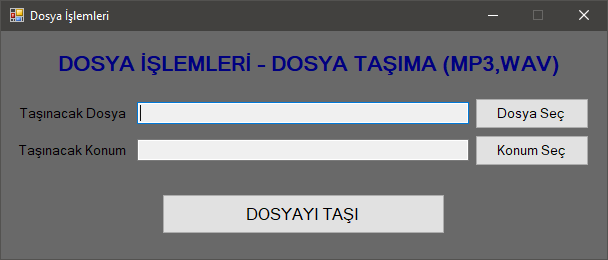 Dosya İşlemleri
DOSYA İŞLEMLERİ - DOSYA TAŞIMA (MP3,WAV)
Taşınacak Dosya
Dosya Seç
Taşınacak Konum
Konum Seç
DOSYAYI TAŞI